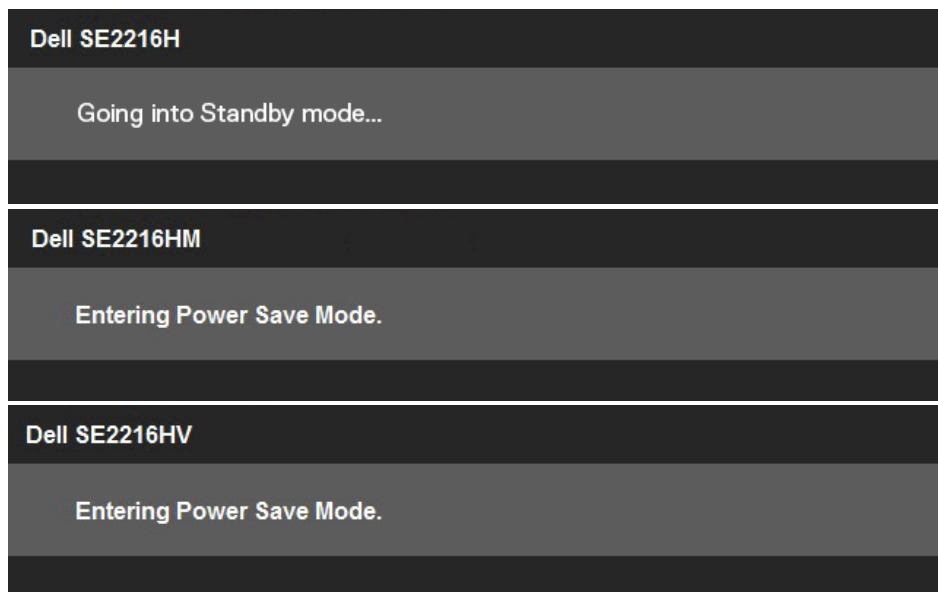 Dell SE2216H
Going into Standby mode...
Dell SE2216HM
Entering Power Save Mode.
Dell SE2216HV
Entering Power Save Mode.